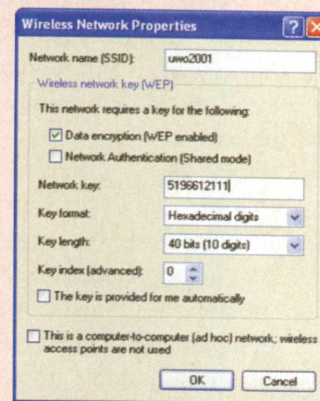 Wireless Network Properties
Network name (SSID): uwo2001
Wireless network key (WEP)
This network requires a key for the following:
Data encryption (WEP enabled)
Network Authentication (Shared mode)
Network key: 5196612111
Key format: Hexadecimal digits
Key length: 40 bits (10 digits)
Key index (advanced): 0
The key is provided for me automatically
This is a computer-to-computer (ad hoc) network; wireless
access points are not used
OK Cancel